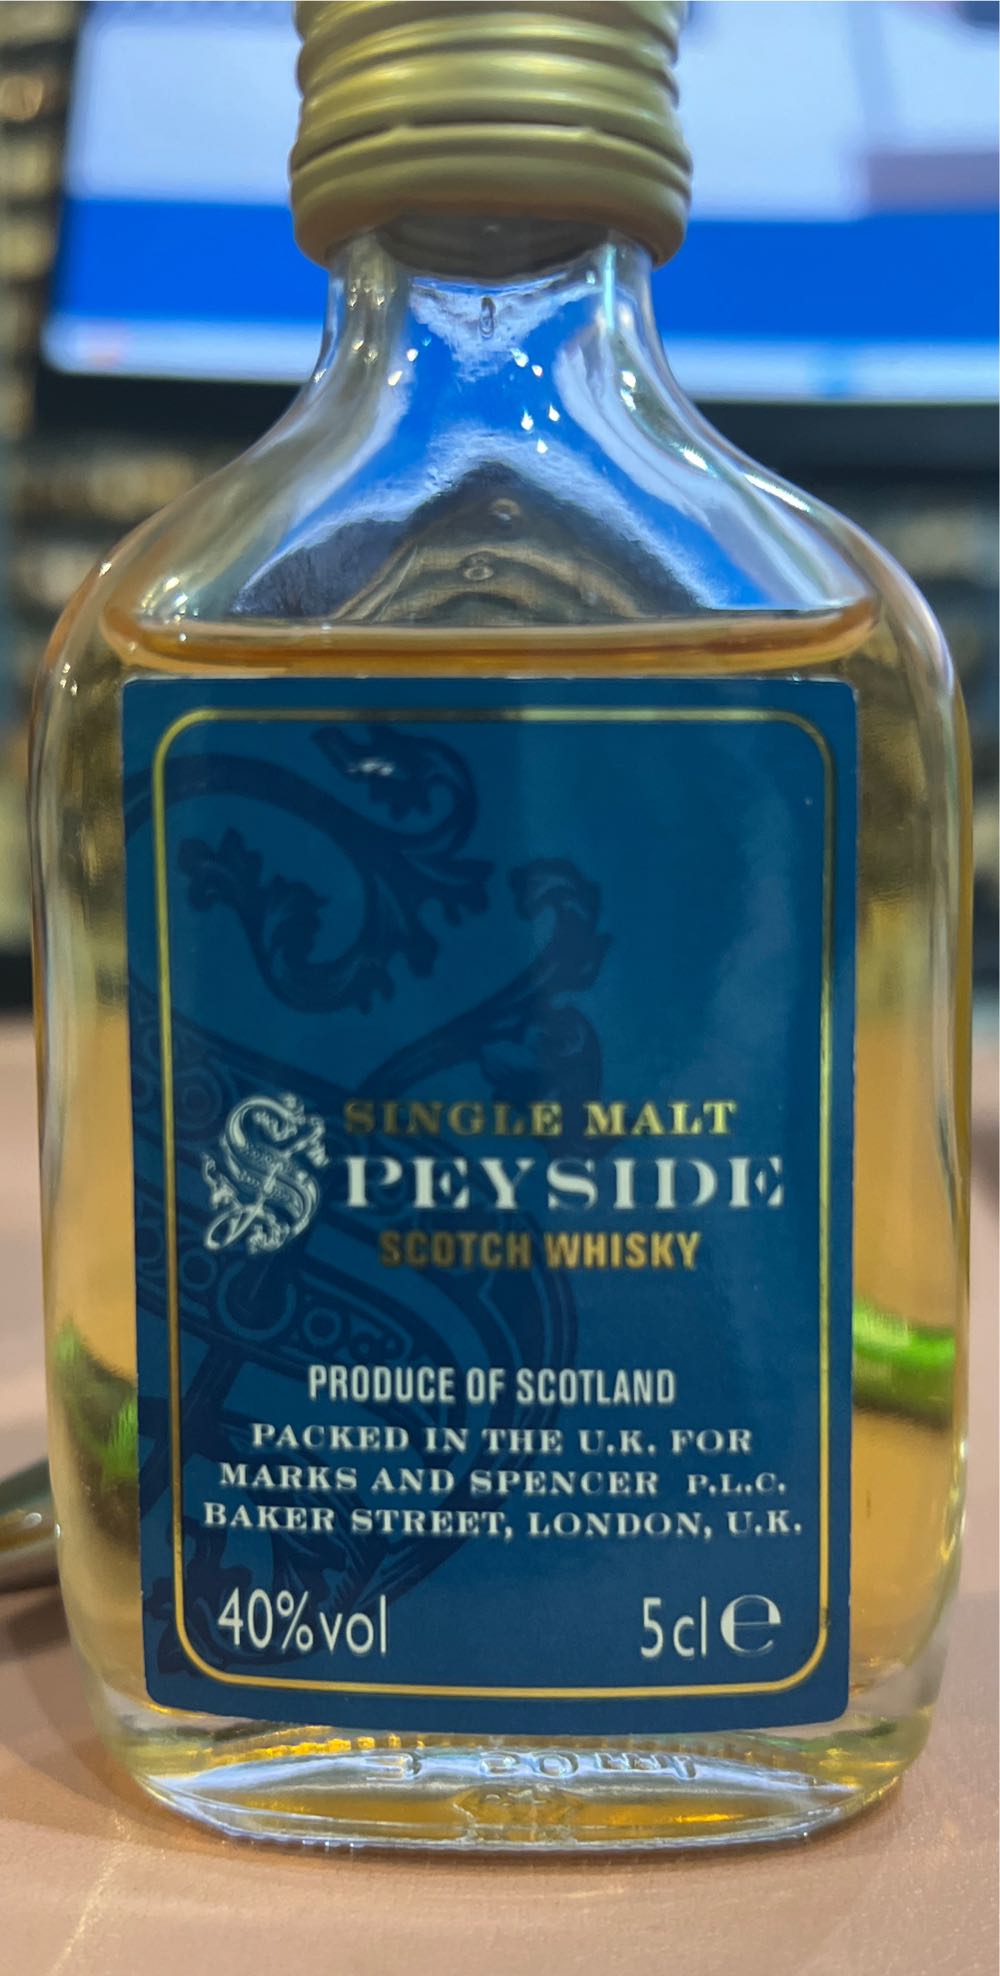 SINGLE MALT
SPEYSIDE
SCOTCH WHISKY
PRODUCE OF SCOTLAND
PACKED IN THE U.K. FOR
MARKS AND SPENCER P.L.C.
BAKER STREET, LONDON, U.K.
40%vol 5cl℮